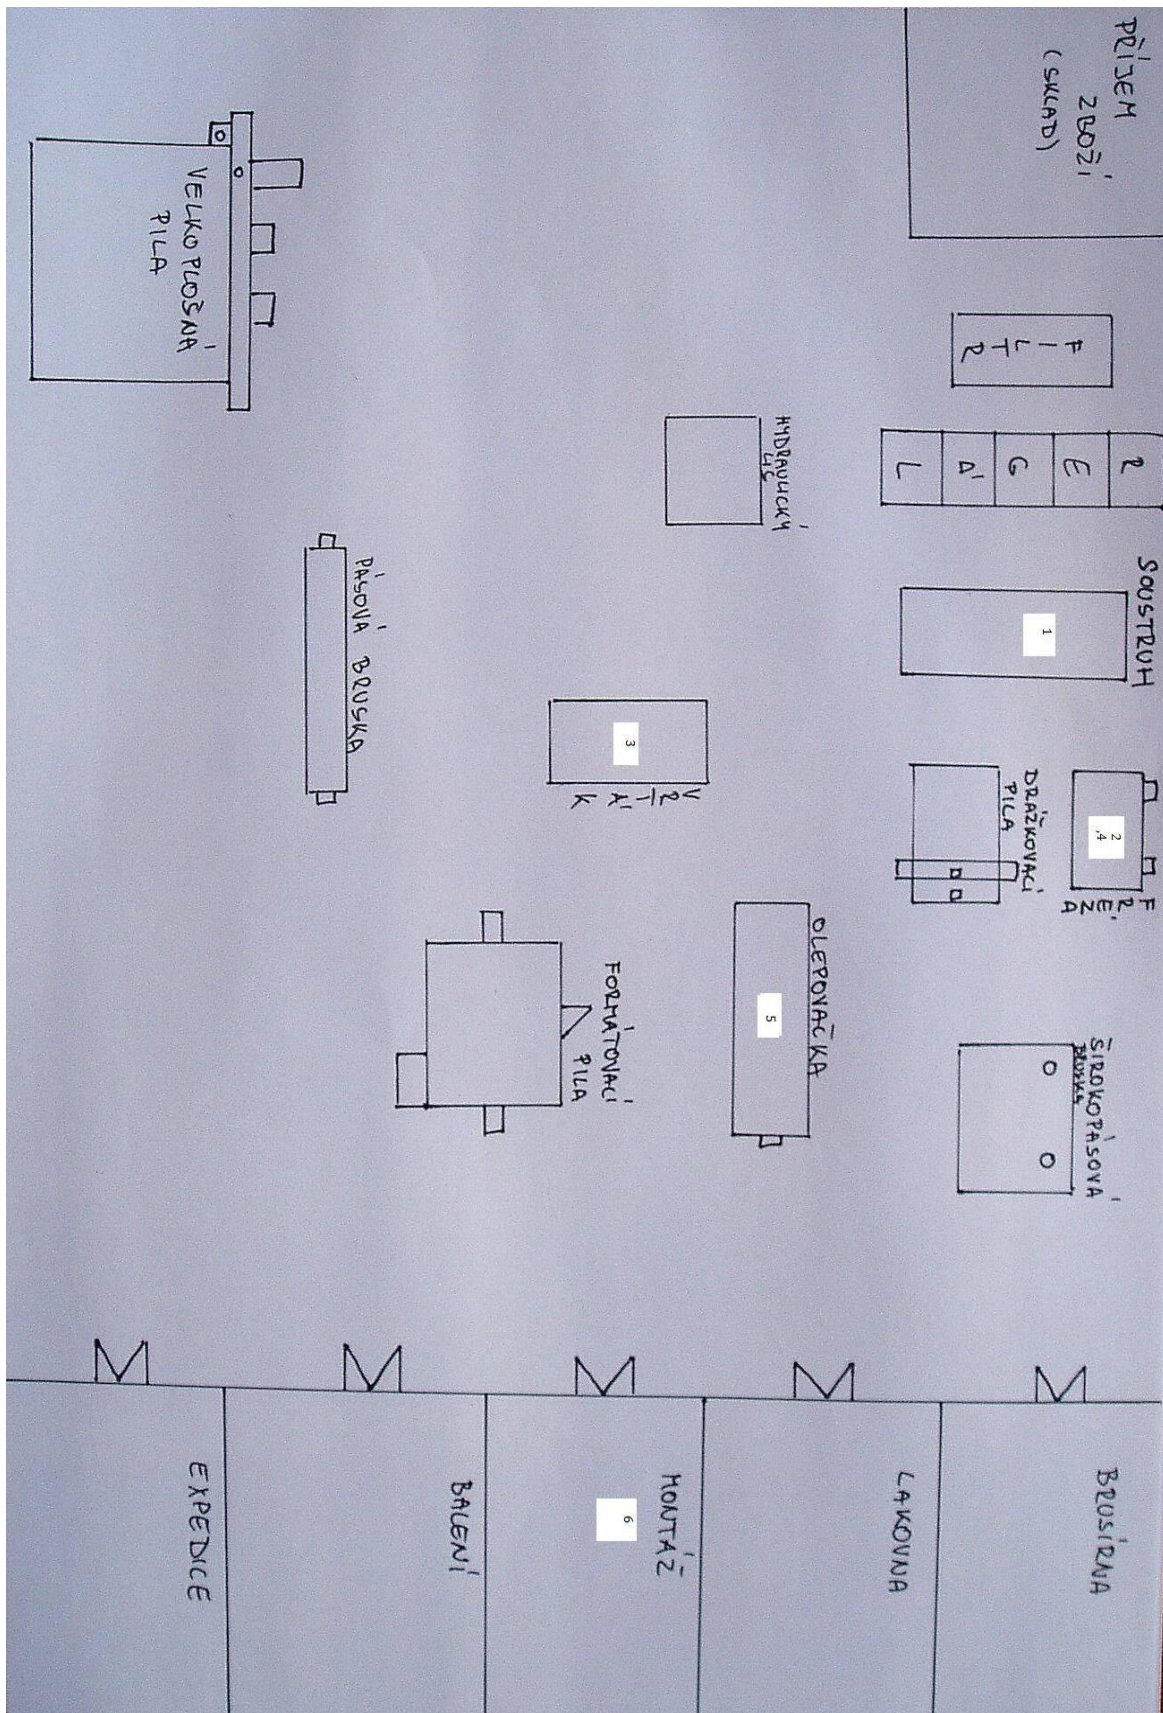 PŘÍJEM
ZBOŽÍ
(SKLAD)
FILTR
REGÁL
SOUSTRUH
1
FRÉZA
2
,4
DRÁŽKOVACÍ
PILA
ŠIROKOPÁSOVÁ
BRUSKA
HYDRAULICKÝ
LIS
VRTÁK
3
OLEPOVAČKA
5
VELKOPLOŠNÁ
PILA
PÁSOVÁ BRUSKA
FORMÁTOVACÍ
PILA
BRUSÍRNA
LAKOVNA
MONTÁŽ
6
BALENÍ
EXPEDICE